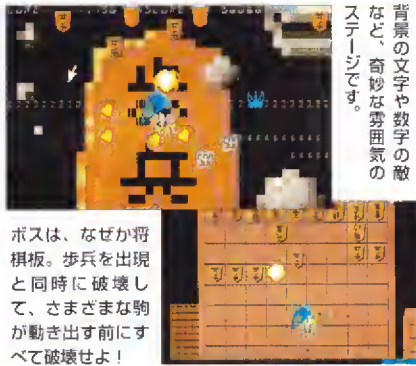 背景の文字や数字の敵
など、奇妙な雰囲気の
ステージです。
ボスは、なぜか将
棋板。歩兵を出現
と同時に破壊し
て、さまざまな駒
が動き出す前にす
べて破壊せよ！